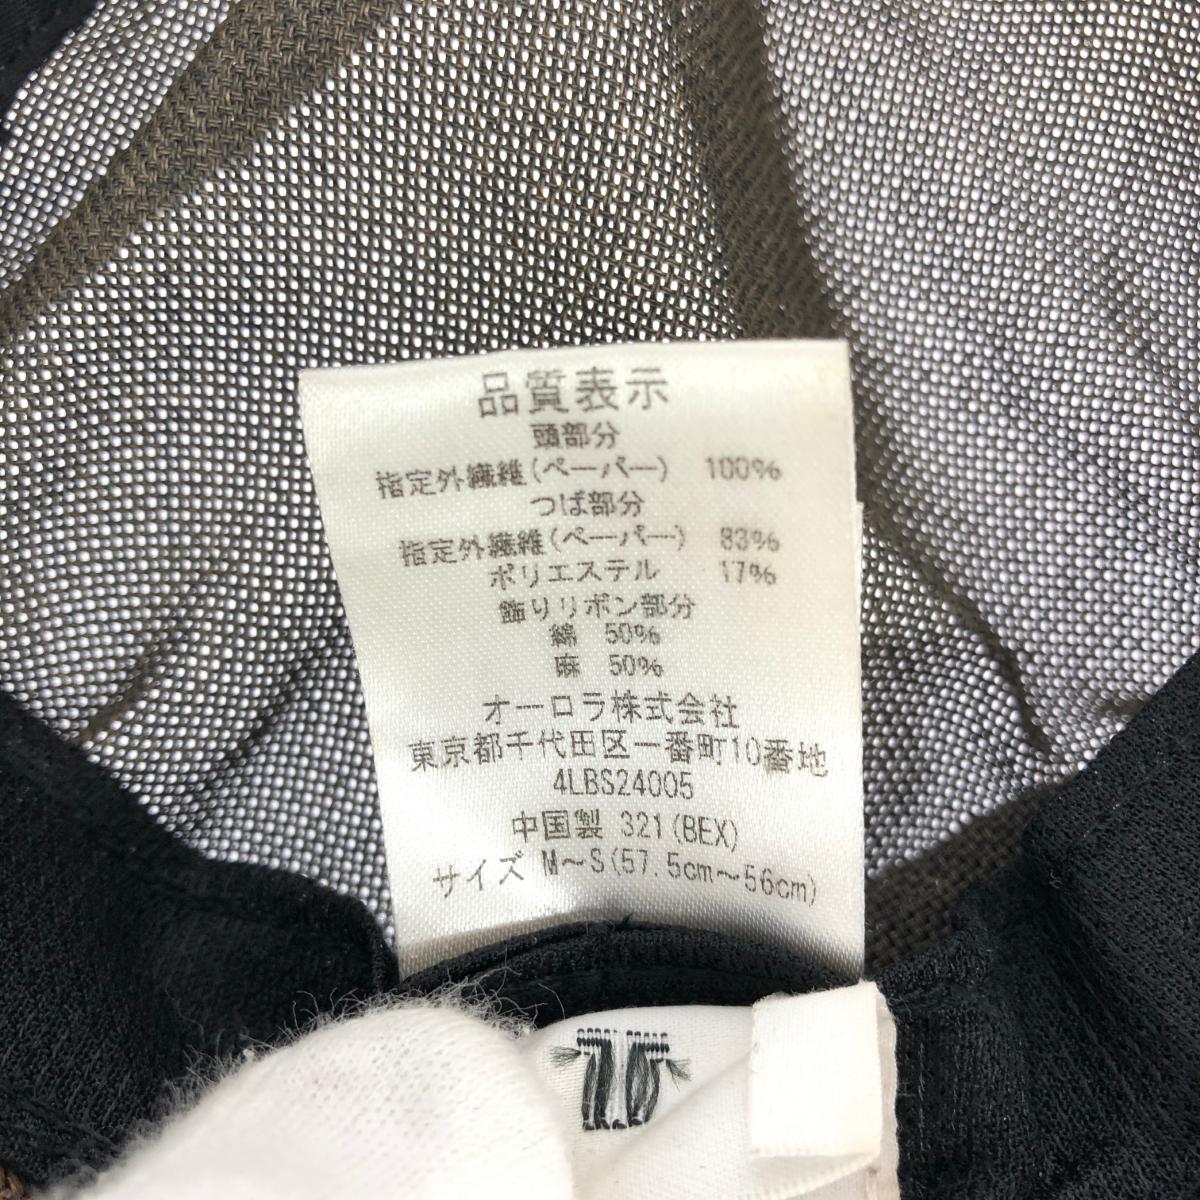 品質表示
頭部分
指定外繊維(ペーパー) 100%
つば部分
指定外繊維(ペーパー) 83%
ポリエステル 17%
飾りリボン部分
綿 50%
麻 50%
オーロラ株式会社
東京都千代田区一番町10番地
4LBS24005
中国製 321(BEX)
サイズ M～S(57.5cm～56cm)